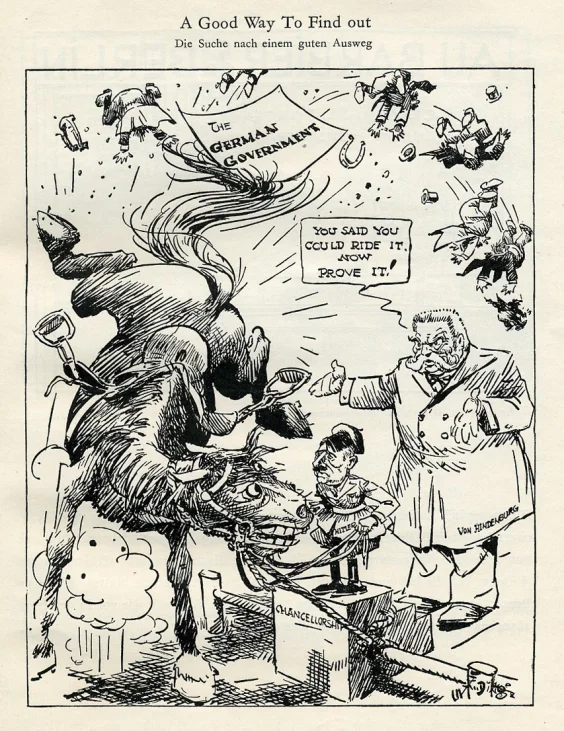 A Good Way To Find out
Die Suche nach einem guten Ausweg
THE
GERMAN
GOVERNMENT
YOU SAID YOU
COULD RIDE IT.
NOW
PROVE IT!
HITLER
VON HINDENBURG
CHANCELLORSHIP